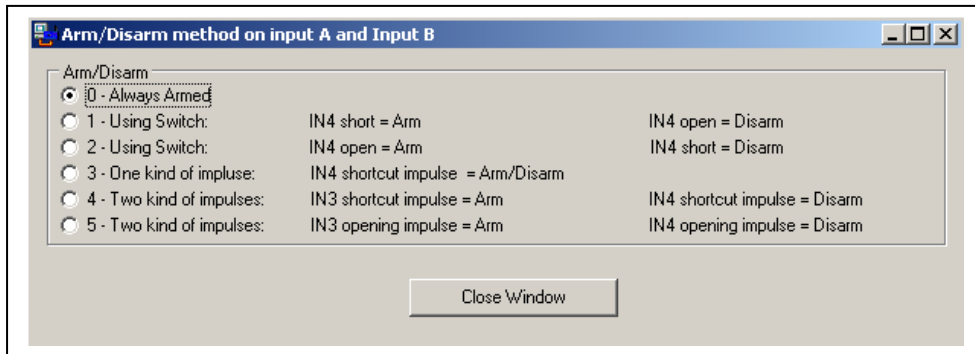 Arm/Disarm method on input A and Input B
Arm/Disarm
0 - Always Armed
1 - Using Switch: IN4 short = Arm IN4 open = Disarm
2 - Using Switch: IN4 open = Arm IN4 short = Disarm
3 - One kind of impluse: IN4 shortcut impulse = Arm/Disarm
4 - Two kind of impulses: IN3 shortcut impulse = Arm IN4 shortcut impulse = Disarm
5 - Two kind of impulses: IN3 opening impulse = Arm IN4 opening impulse = Disarm
Close Window